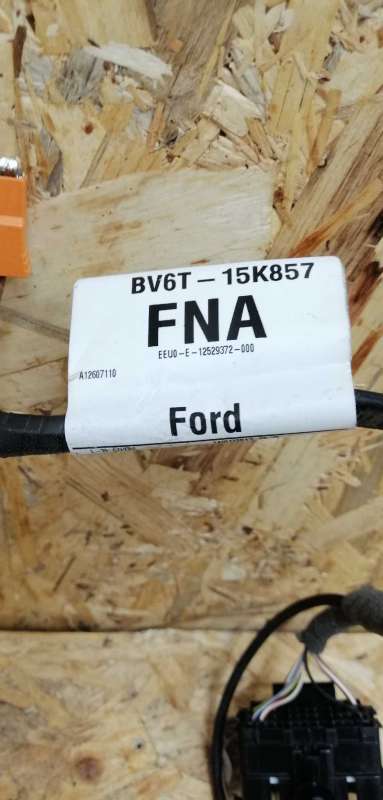 BV6T – 15K857
FNA
EEU0-E-12529372-000
A12607110
Ford